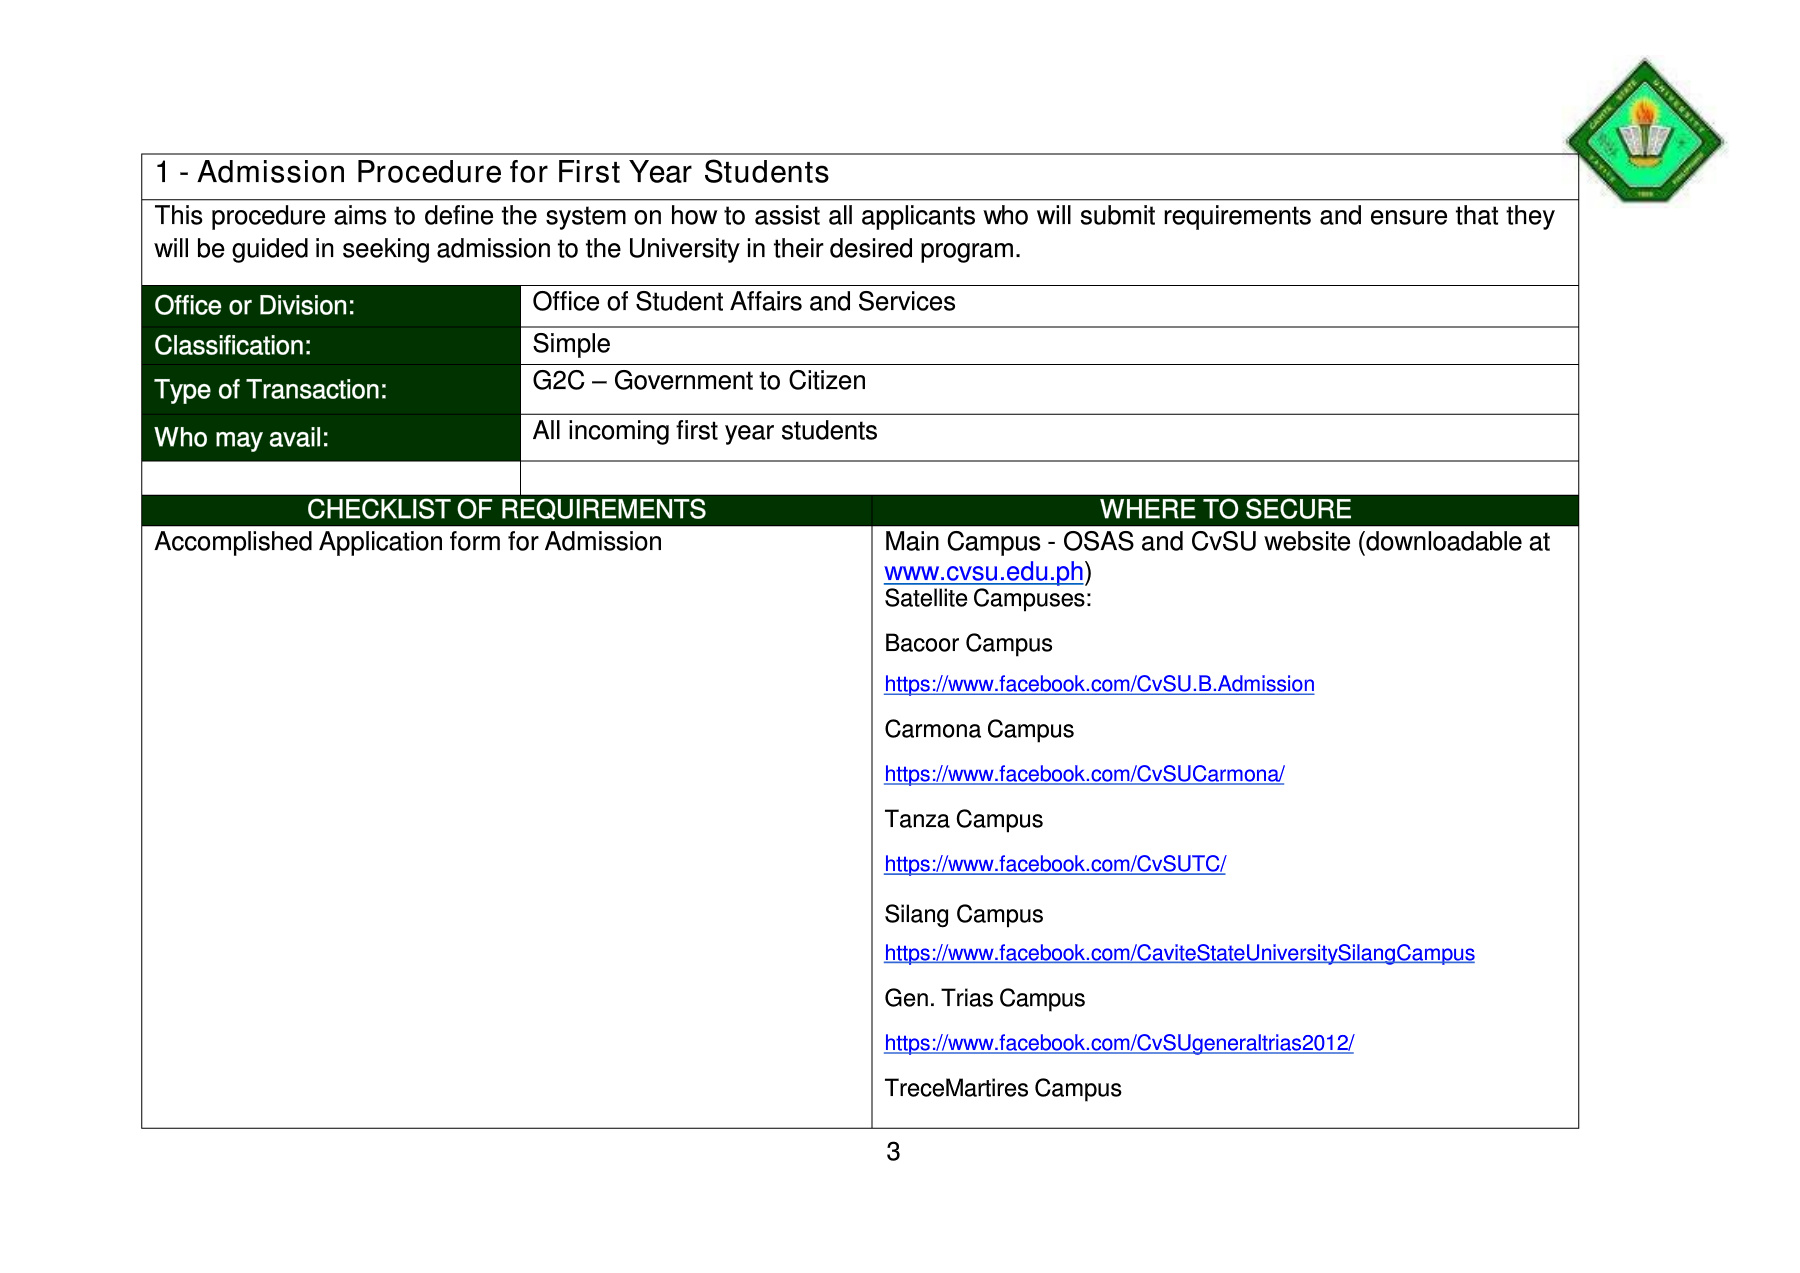 CAVITE STATE UNIVERSITY
CAVITE
1906
PHILIPPINES
1 - Admission Procedure for First Year Students
This procedure aims to define the system on how to assist all applicants who will submit requirements and ensure that they
will be guided in seeking admission to the University in their desired program.
Office or Division:
Office of Student Affairs and Services
Classification:
Simple
Type of Transaction:
G2C – Government to Citizen
Who may avail:
All incoming first year students
CHECKLIST OF REQUIREMENTS
WHERE TO SECURE
Accomplished Application form for Admission
Main Campus - OSAS and CvSU website (downloadable at
www.cvsu.edu.ph)
Satellite Campuses:
Bacoor Campus
https://www.facebook.com/CvSU.B.Admission
Carmona Campus
https://www.facebook.com/CvSUCarmona/
Tanza Campus
https://www.facebook.com/CvSUTC/
Silang Campus
https://www.facebook.com/CaviteStateUniversitySilangCampus
Gen. Trias Campus
https://www.facebook.com/CvSUgeneraltrias2012/
TreceMartires Campus
3